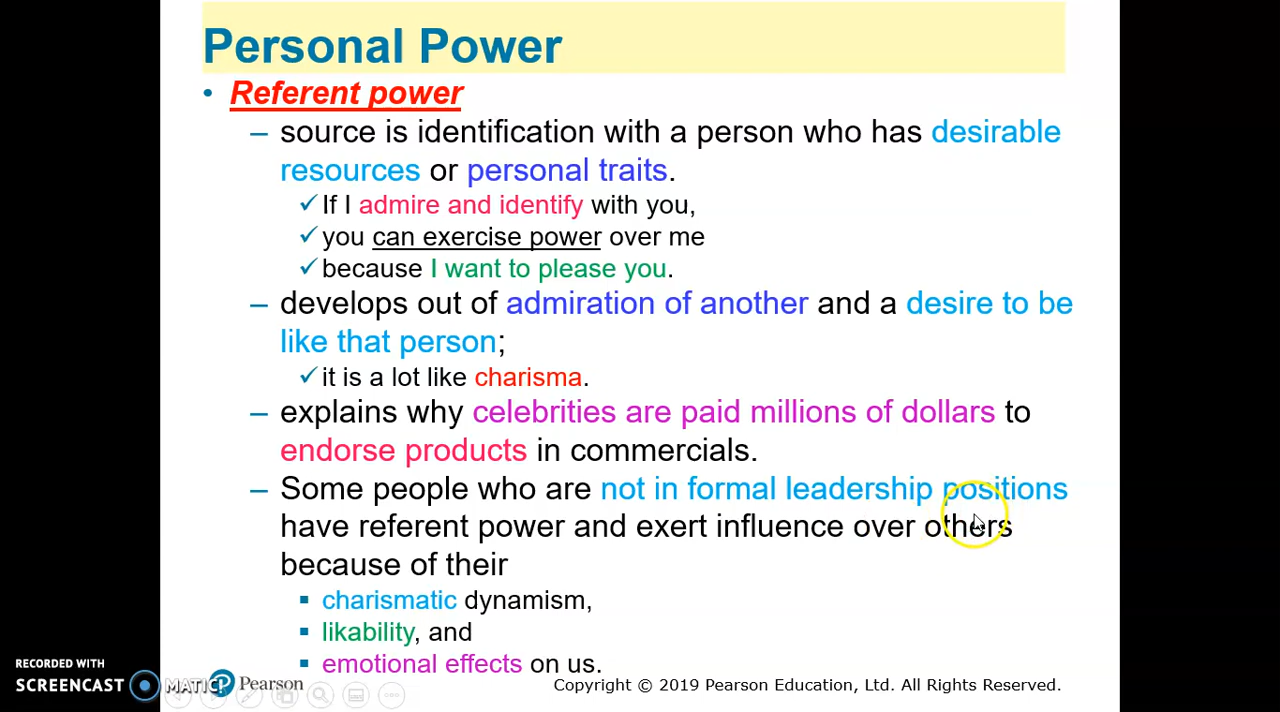 Personal Power
• Referent power
– source is identification with a person who has desirable
resources or personal traits.
✓ If I admire and identify with you,
✓ you can exercise power over me
✓ because I want to please you.
– develops out of admiration of another and a desire to be
like that person;
✓ it is a lot like charisma.
– explains why celebrities are paid millions of dollars to
endorse products in commercials.
– Some people who are not in formal leadership positions
have referent power and exert influence over others
because of their
▪ charismatic dynamism,
▪ likability, and
▪ emotional effects on us.
RECORDED WITH
SCREENCAST MATIC
Pearson
Copyright © 2019 Pearson Education, Ltd. All Rights Reserved.